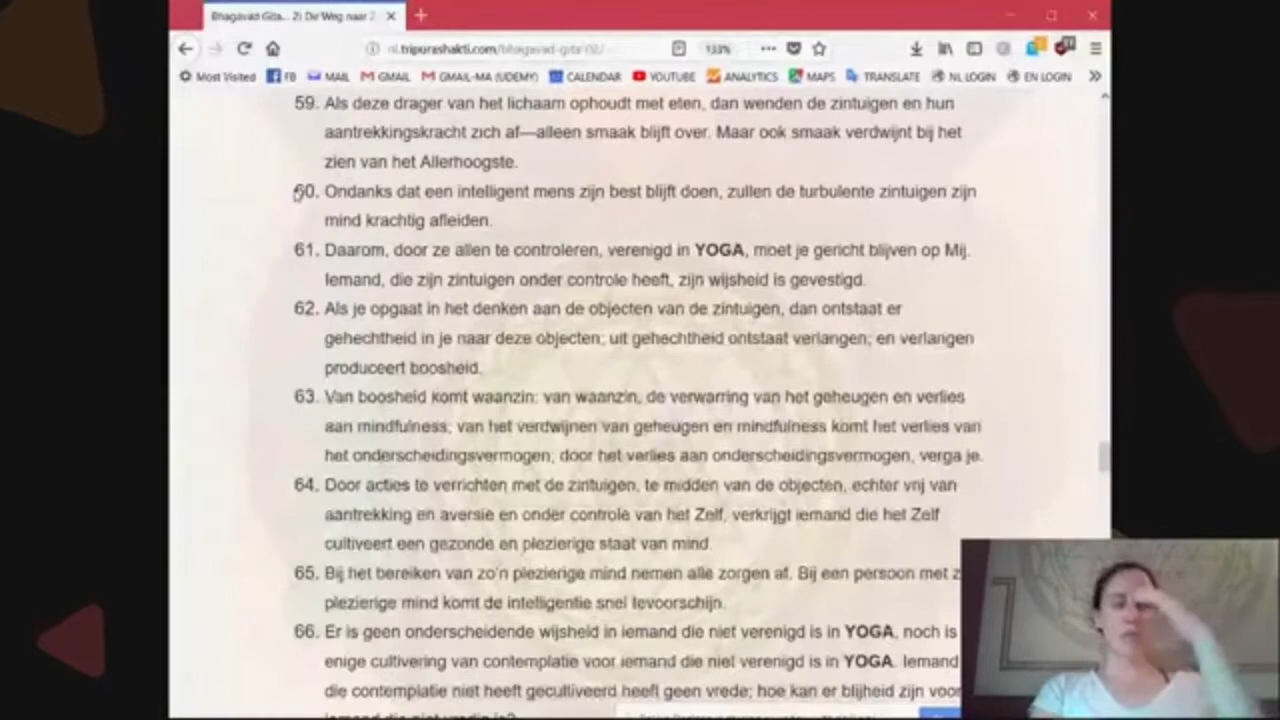 Bhagavad Gita... 2) De Weg naar
nl.tripurashakti.com/bhagavad-gita-02/
133%
Most Visited FB MAIL GMAIL GMAIL-MA (UDEMY) CALENDAR YOUTUBE ANALYTICS MAPS TRANSLATE NL LOGIN EN LOGIN
59. Als deze drager van het lichaam ophoudt met eten, dan wenden de zintuigen en hun
aantrekkingskracht zich af—alleen smaak blijft over. Maar ook smaak verdwijnt bij het
zien van het Allerhoogste.
60. Ondanks dat een intelligent mens zijn best blijft doen, zullen de turbulente zintuigen zijn
mind krachtig afleiden.
61. Daarom, door ze allen te controleren, verenigd in YOGA, moet je gericht blijven op Mij.
Iemand, die zijn zintuigen onder controle heeft, zijn wijsheid is gevestigd.
62. Als je opgaat in het denken aan de objecten van de zintuigen, dan ontstaat er
gehechtheid in je naar deze objecten; uit gehechtheid ontstaat verlangen; en verlangen
produceert boosheid.
63. Van boosheid komt waanzin; van waanzin, de verwarring van het geheugen en verlies
aan mindfulness; van het verdwijnen van geheugen en mindfulness komt het verlies van
het onderscheidingsvermogen; door het verlies aan onderscheidingsvermogen, verga je.
64. Door acties te verrichten met de zintuigen, te midden van de objecten, echter vrij van
aantrekking en aversie en onder controle van het Zelf, verkrijgt iemand die het Zelf
cultiveert een gezonde en plezierige staat van mind.
65. Bij het bereiken van zo'n plezierige mind nemen alle zorgen af. Bij een persoon met z
plezierige mind komt de intelligentie snel tevoorschijn.
66. Er is geen onderscheidende wijsheid in iemand die niet verenigd is in YOGA, noch is
enige cultivering van contemplatie voor iemand die niet verenigd is in YOGA. Iemand
die contemplatie niet heeft gecultiveerd heeft geen vrede; hoe kan er blijheid zijn voor
iemand die niet vredig is?